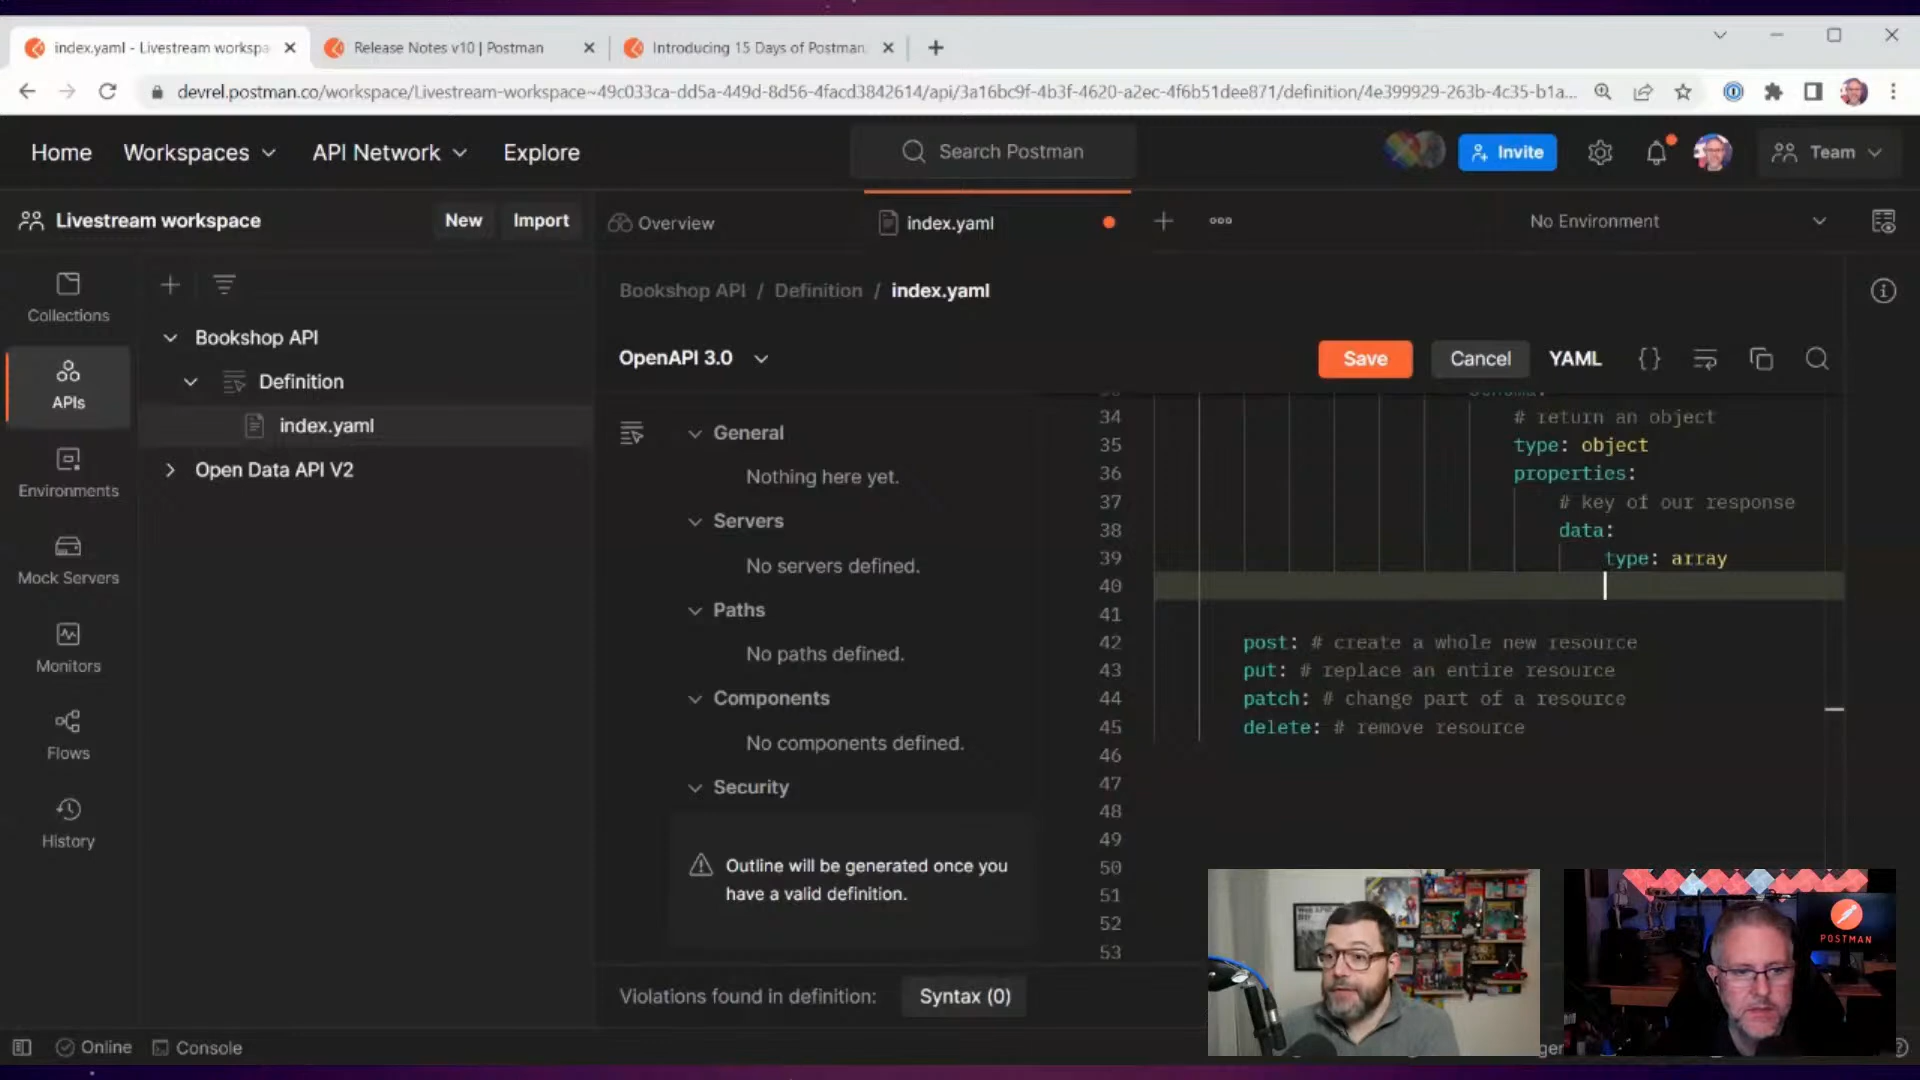 index.yaml - Livestream workspa
Release Notes v10 | Postman
Introducing 15 Days of Postman
devrel.postman.co/workspace/Livestream-workspace~49c033ca-dd5a-449d-8d56-4facd3842614/api/3a16bc9f-4b3f-4620-a2ec-4f6b51dee871/definition/4e399929-263b-4c35-b1a...
Home Workspaces API Network Explore
Search Postman
Invite
Team
Livestream workspace
New Import
Overview
index.yaml
No Environment
Collections
APIs
Environments
Mock Servers
Monitors
Flows
History
Bookshop API
Definition
index.yaml
Open Data API V2
Bookshop API / Definition / index.yaml
OpenAPI 3.0
Save Cancel YAML {}
General
Nothing here yet.
Servers
No servers defined.
Paths
No paths defined.
Components
No components defined.
Security
Outline will be generated once you
have a valid definition.
34 # return an object
35 type: object
36 properties:
37 # key of our response
38 data:
39 type: array
40
41
42 post: # create a whole new resource
43 put: # replace an entire resource
44 patch: # change part of a resource
45 delete: # remove resource
46
47
48
49
50
51
52
53
Violations found in definition: Syntax (0)
POSTMAN
Online Console